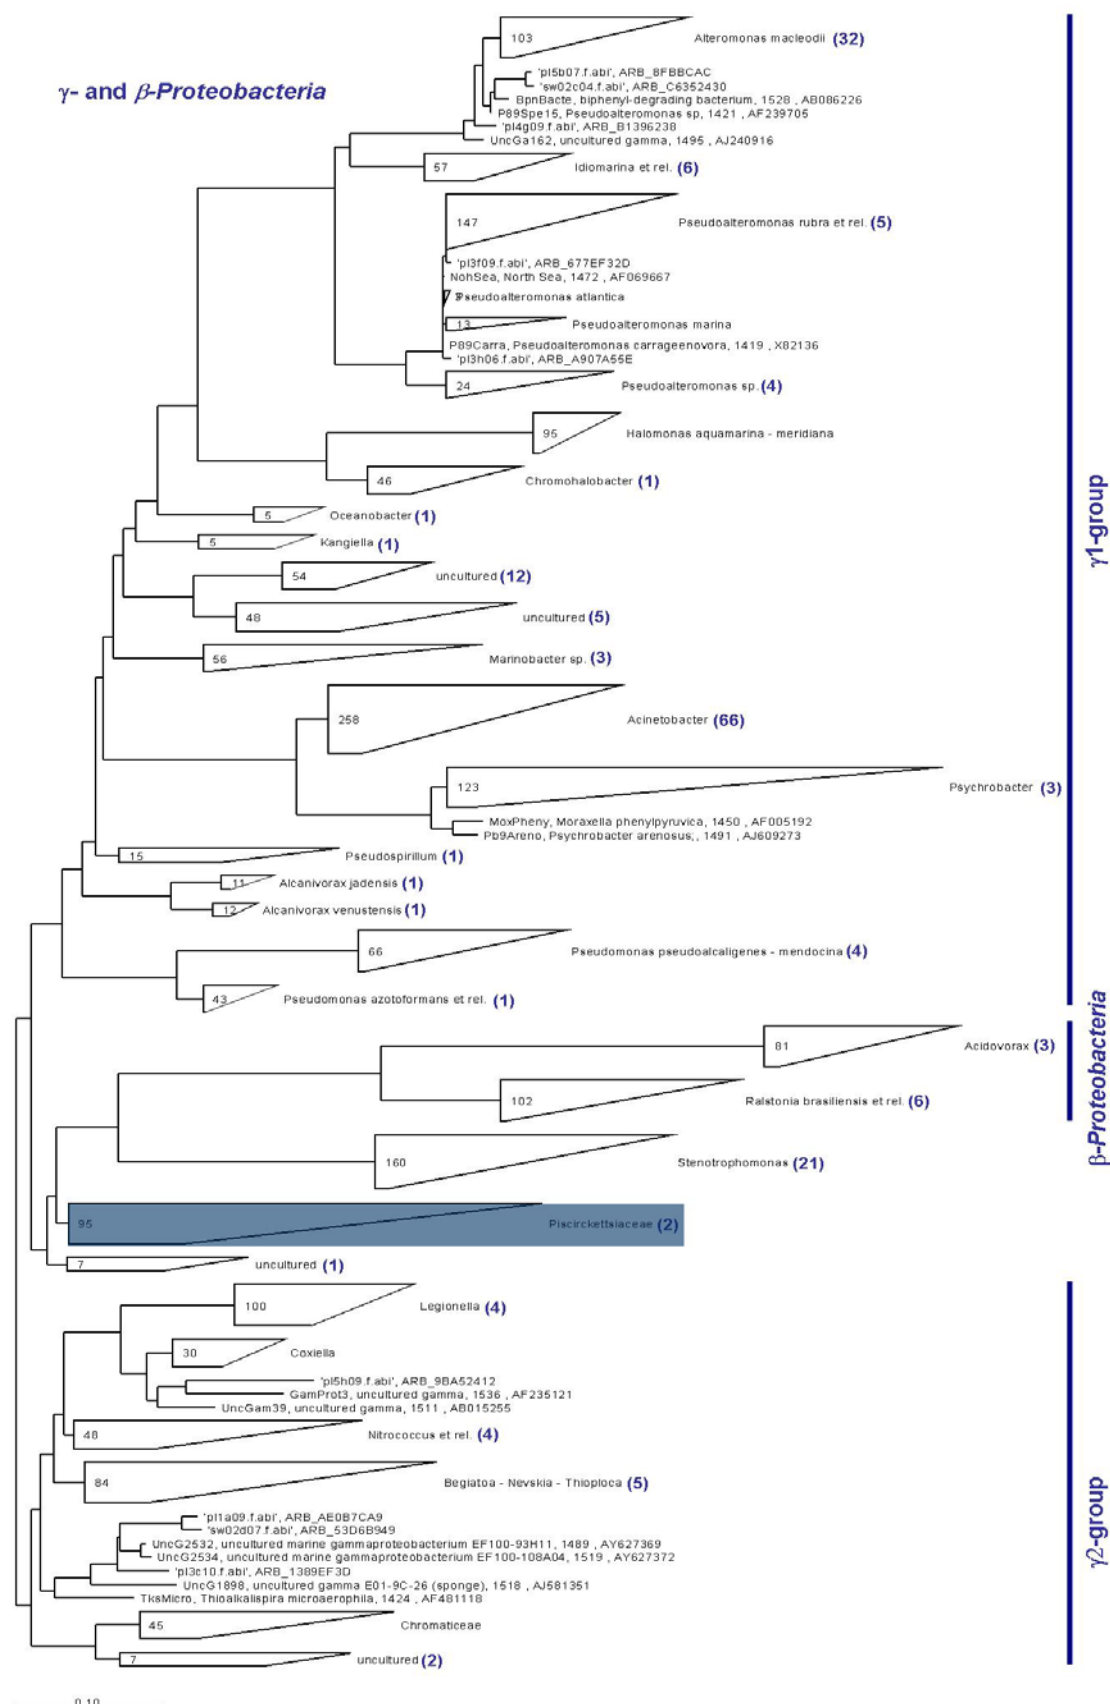 103
Alteromonas macleodii (32)
γ- and β-Proteobacteria
'pl5b07.f.abi', ARB_8FBBCAC
'sw02c04.f.abi', ARB_C6352430
BpnBacte, biphenyl-degrading bacterium, 1528 , AB086226
P89Spe15, Pseudoalteromonas sp, 1421 , AF239705
'pl4g09.f.abi', ARB_B1396238
UncGa162, uncultured gamma, 1495 , AJ240916
57
Idiomarina et rel. (6)
147
Pseudoalteromonas rubra et rel. (5)
'pl3f09.f.abi', ARB_677EF32D
NohSea, North Sea, 1472 , AF069667
Pseudoalteromonas atlantica
13
Pseudoalteromonas marina
P89Carra, Pseudoalteromonas carrageenovora, 1419 , X82136
'pl3h06.f.abi', ARB_A907A55E
24
Pseudoalteromonas sp. (4)
95
Halomonas aquamarina - meridiana
46
Chromohalobacter (1)
5
Oceanobacter (1)
5
Kangiella (1)
54
uncultured (12)
48
uncultured (5)
56
Marinobacter sp. (3)
γ1-group
258
Acinetobacter (66)
123
Psychrobacter (3)
MoxPheny, Moraxella phenylpyruvica, 1450 , AF005192
Pb9Areno, Psychrobacter arenosus;, 1491 , AJ609273
15
Pseudospirillum (1)
11
Alcanivorax jadensis (1)
12
Alcanivorax venustensis (1)
66
Pseudomonas pseudoalcaligenes - mendocina (4)
43
Pseudomonas azotoformans et rel. (1)
81
Acidovorax (3)
102
Ralstonia brasiliensis et rel. (6)
β-Proteobacteria
160
Stenotrophomonas (21)
95
Piscirckettsiaceae (2)
7
uncultured (1)
100
Legionella (4)
30
Coxiella
'pl5h09.f.abi', ARB_9BA52412
GamProt3, uncultured gamma, 1536 , AF235121
UncGam39, uncultured gamma, 1511 , AB015255
48
Nitrococcus et rel. (4)
84
Begiatoa - Nevskia - Thioploca (5)
γ2-group
'pl1a09.f.abi', ARB_AE0B7CA9
'sw02d07.f.abi', ARB_53D6B949
UncG2532, uncultured marine gammaproteobacterium EF100-93H11, 1489 , AY627369
UncG2534, uncultured marine gammaproteobacterium EF100-108A04, 1519 , AY627372
'pl3c10.f.abi', ARB_1389EF3D
UncG1898, uncultured gamma E01-9C-26 (sponge), 1518 , AJ581351
TksMicro, Thioalkalispira microaerophila, 1424 , AF481118
45
Chromaticeae
7
uncultured (2)
0.10